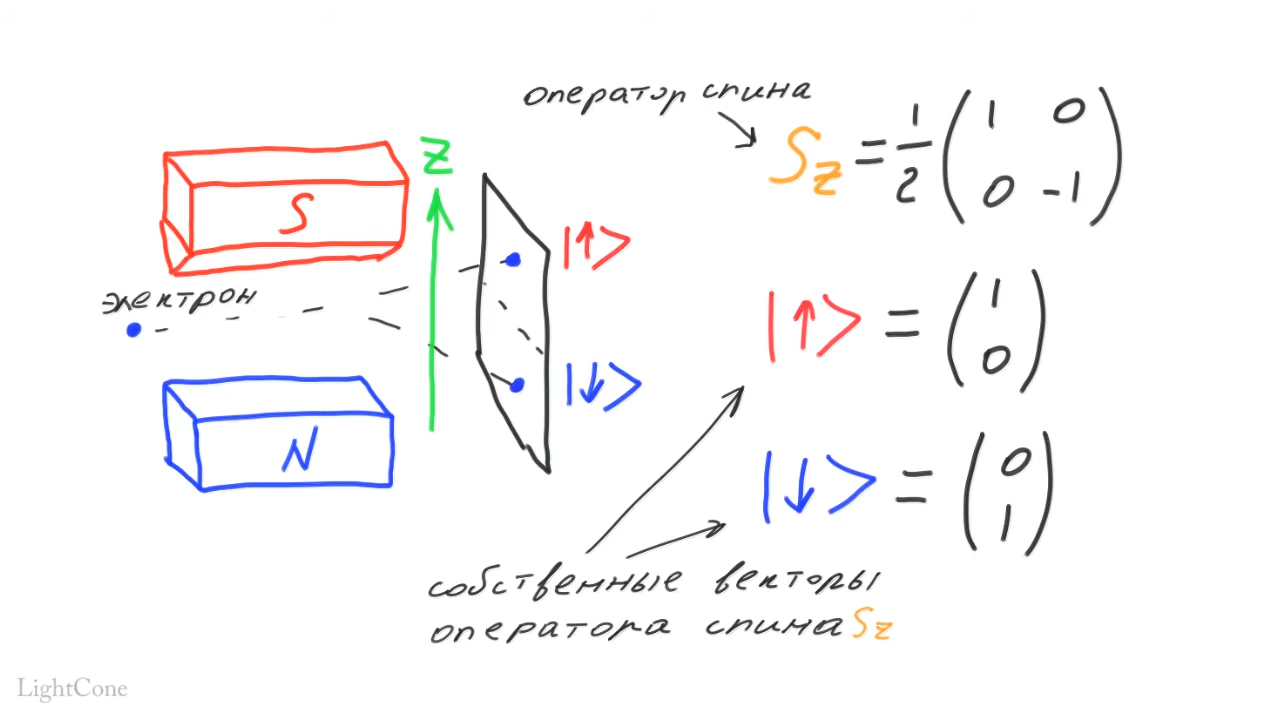 оператор спина
S_z = 1/2 (1 0
0 -1)
Z
S
|↑>
электрон
|↑> = (1
0)
|↓>
N
|↓> = (0
1)
собственные векторы
оператора спина S_z
LightCone